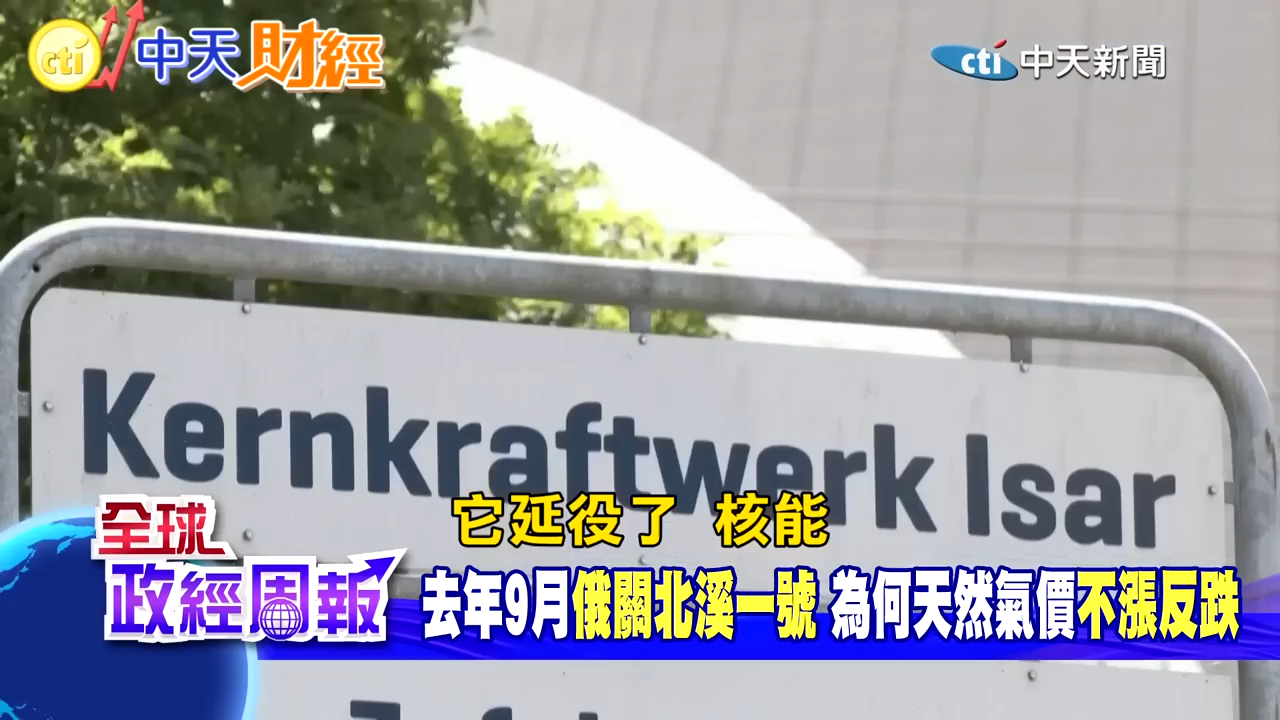 cti 中天財經
cti 中天新聞
Kernkraftwerk Isar
它延役了 核能
全球
政經周報
去年9月俄關北溪一號 為何天然氣價不漲反跌